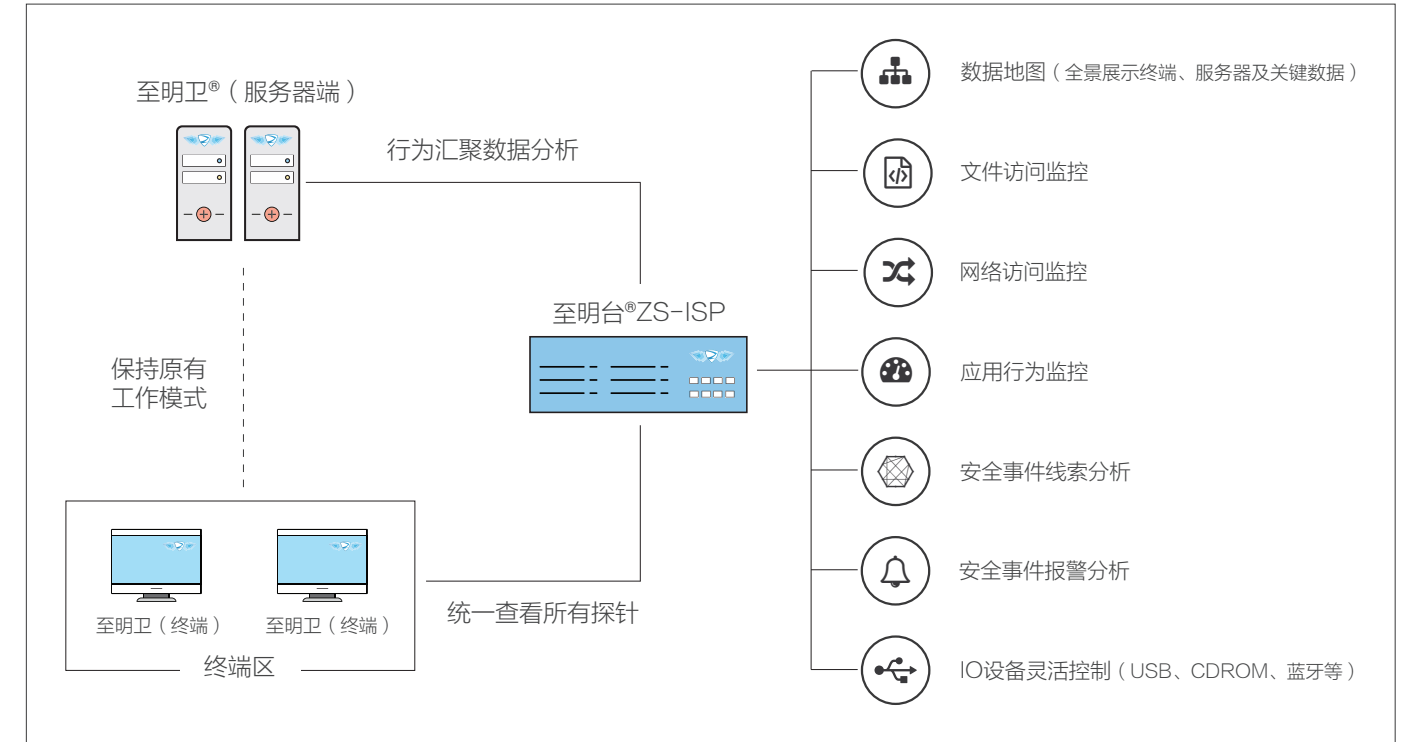 至明卫®（服务器端）
行为汇聚数据分析
保持原有
工作模式
至明台®ZS-ISP
至明卫（终端）
至明卫（终端）
终端区
统一查看所有探针
数据地图（全景展示终端、服务器及关键数据）
文件访问监控
网络访问监控
应用行为监控
安全事件线索分析
安全事件报警分析
IO设备灵活控制（USB、CDROM、蓝牙等）